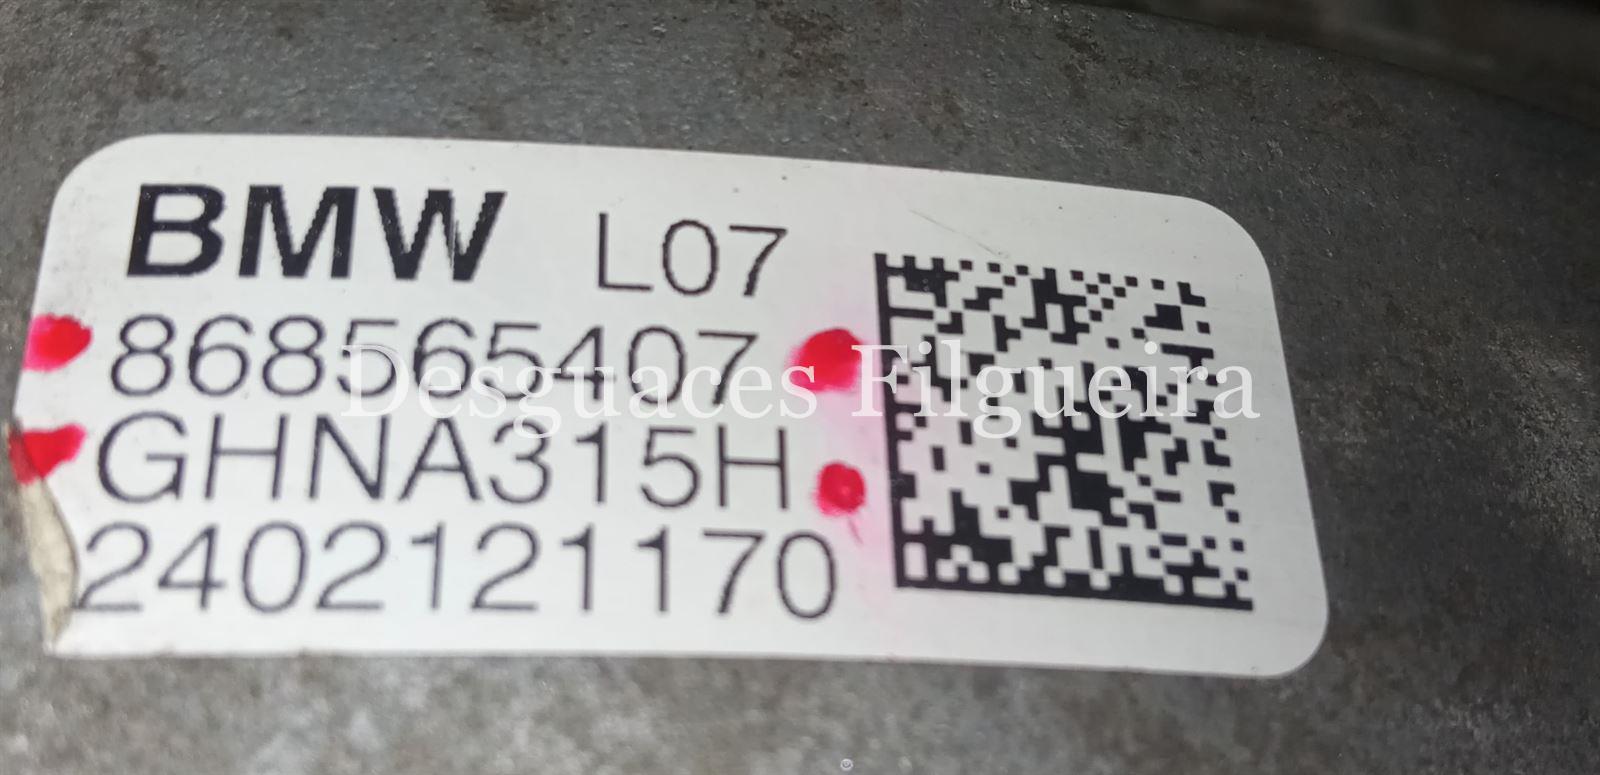 BMW L07
868565407
GHNA315H
2402121170
Desguaces Filgueira